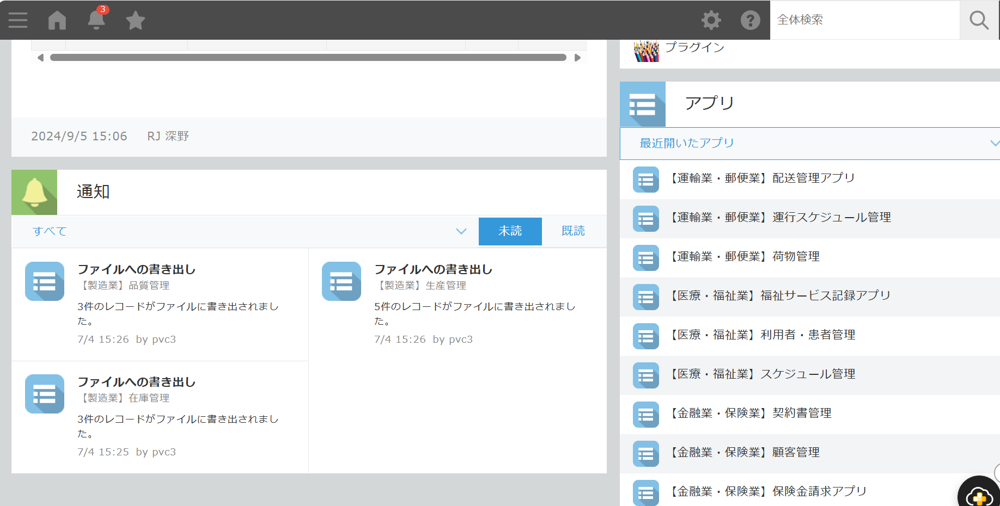 3
全体検索
プラグイン
2024/9/5 15:06 RJ 深野
通知
すべて
未読
既読
ファイルへの書き出し
【製造業】品質管理
3件のレコードがファイルに書き出されまし
た。
7/4 15:26 by pvc3
ファイルへの書き出し
【製造業】生産管理
5件のレコードがファイルに書き出されまし
た。
7/4 15:26 by pvc3
ファイルへの書き出し
【製造業】在庫管理
3件のレコードがファイルに書き出されまし
た。
7/4 15:25 by pvc3
アプリ
最近開いたアプリ
【運輸業・郵便業】配送管理アプリ
【運輸業・郵便業】運行スケジュール管理
【運輸業・郵便業】荷物管理
【医療・福祉業】福祉サービス記録アプリ
【医療・福祉業】利用者・患者管理
【医療・福祉業】スケジュール管理
【金融業・保険業】契約書管理
【金融業・保険業】顧客管理
【金融業・保険業】保険金請求アプリ